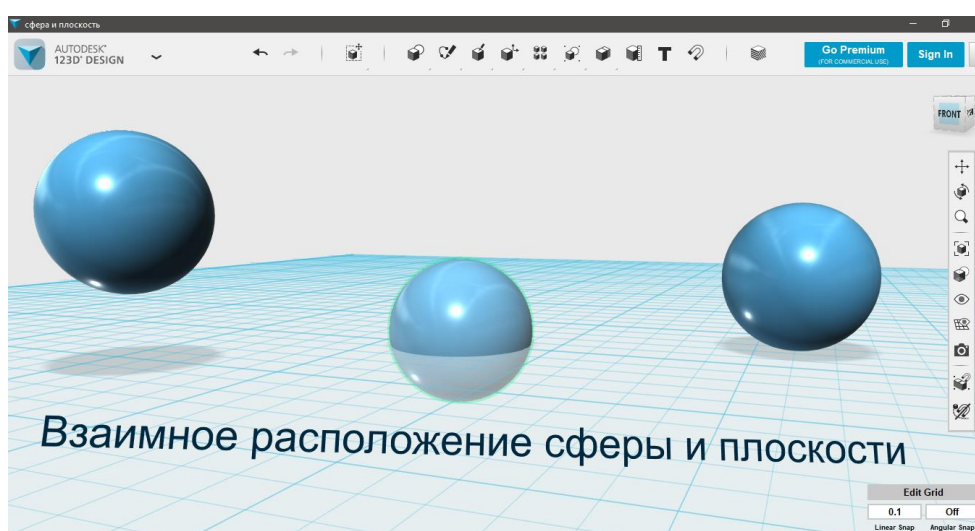 сфера и плоскость
AUTODESK®
123D® DESIGN
T
Go Premium
(FOR COMMERCIAL USE)
Sign In
FRONT
Взаимное расположение сферы и плоскости
Edit Grid
0.1
Off
Linear Snap
Angular Snap